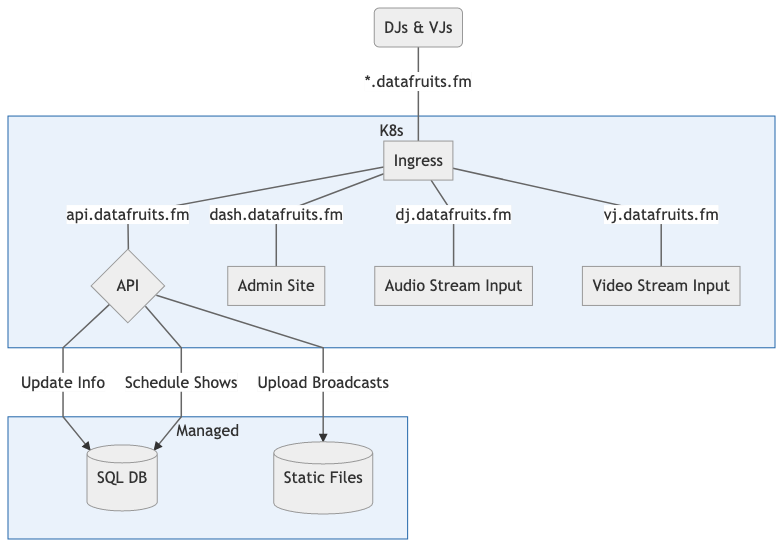 DJs & VJs
*.datafruits.fm
K8s
Ingress
api.datafruits.fm
dash.datafruits.fm
dj.datafruits.fm
vj.datafruits.fm
API
Admin Site
Audio Stream Input
Video Stream Input
Update Info
Schedule Shows
Upload Broadcasts
Managed
SQL DB
Static Files